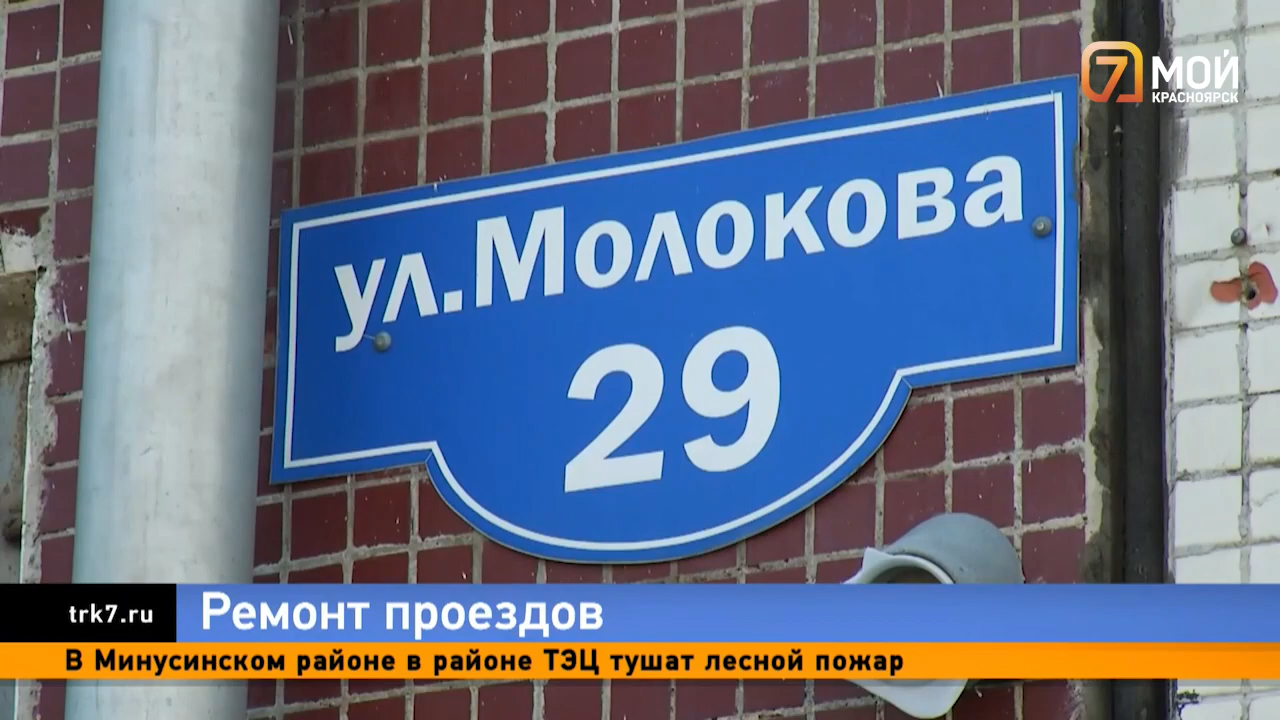 7 МОЙ
КРАСНОЯРСК
ул.Молокова
29
trk7.ru
Ремонт проездов
В Минусинском районе в районе ТЭЦ тушат лесной пожар